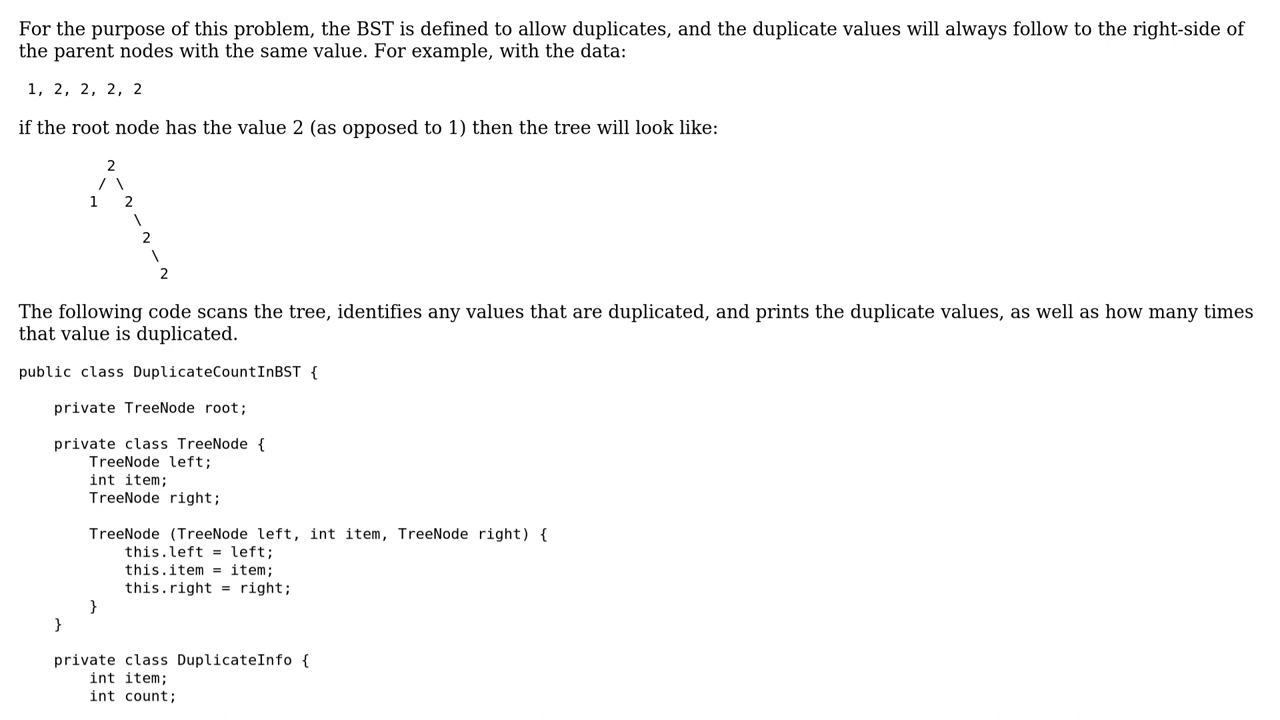 For the purpose of this problem, the BST is defined to allow duplicates, and the duplicate values will always follow to the right-side of
the parent nodes with the same value. For example, with the data:
1, 2, 2, 2, 2
if the root node has the value 2 (as opposed to 1) then the tree will look like:
2
/ \
1   2
\
2
\
2
The following code scans the tree, identifies any values that are duplicated, and prints the duplicate values, as well as how many times
that value is duplicated.
public class DuplicateCountInBST {
    private TreeNode root;
    private class TreeNode {
        TreeNode left;
        int item;
        TreeNode right;
        TreeNode (TreeNode left, int item, TreeNode right) {
            this.left = left;
            this.item = item;
            this.right = right;
        }
    }
    private class DuplicateInfo {
        int item;
        int count;